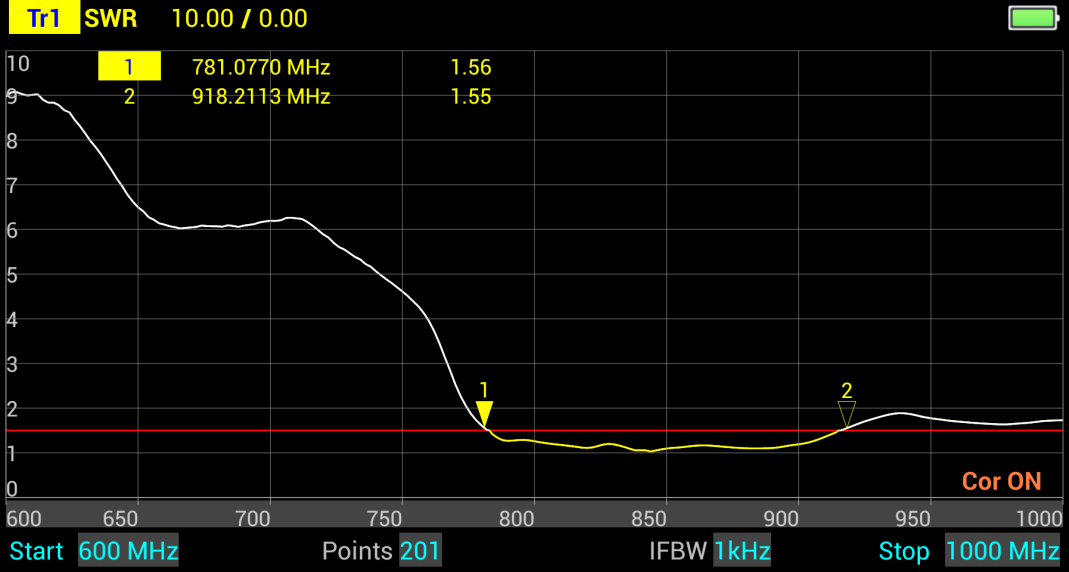 Tr1 SWR 10.00 / 0.00
10
1 781.0770 MHz 1.56
9
2 918.2113 MHz 1.55
8
7
6
5
4
3
1
2
2
1
0
Cor ON
600 650 700 750 800 850 900 950 1000
Start 600 MHz Points 201 IFBW 1kHz Stop 1000 MHz